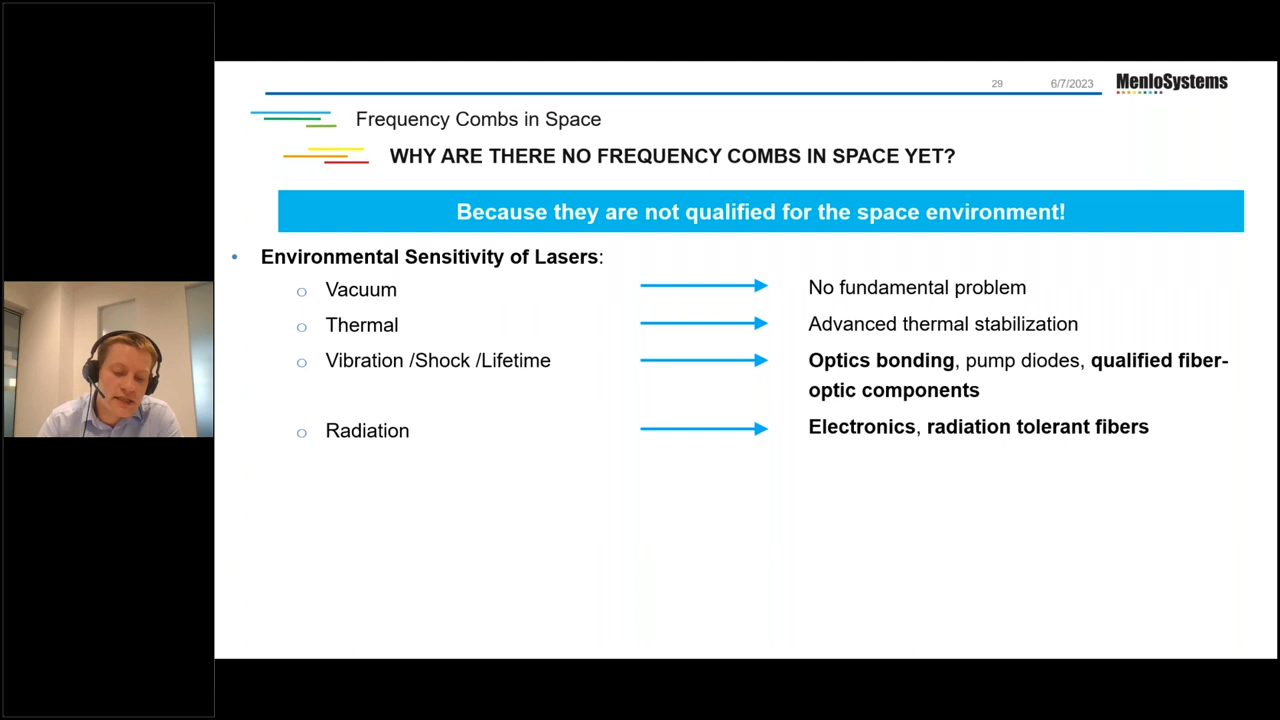 29 6/7/2023 MenloSystems
Frequency Combs in Space
WHY ARE THERE NO FREQUENCY COMBS IN SPACE YET?
Because they are not qualified for the space environment!
• Environmental Sensitivity of Lasers:
o Vacuum No fundamental problem
o Thermal Advanced thermal stabilization
o Vibration /Shock /Lifetime Optics bonding, pump diodes, qualified fiber-
optic components
o Radiation Electronics, radiation tolerant fibers